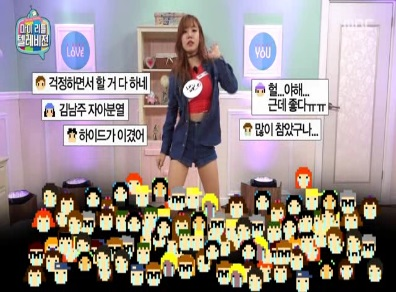 마이 리틀
텔레비전
LOVE
YOU
MBC
걱정하면서 할 거 다 하네
김남주 자아분열
하이드가 이겼어
헐...야해...
근데 좋다ㅠㅠ
많이 참았구나...